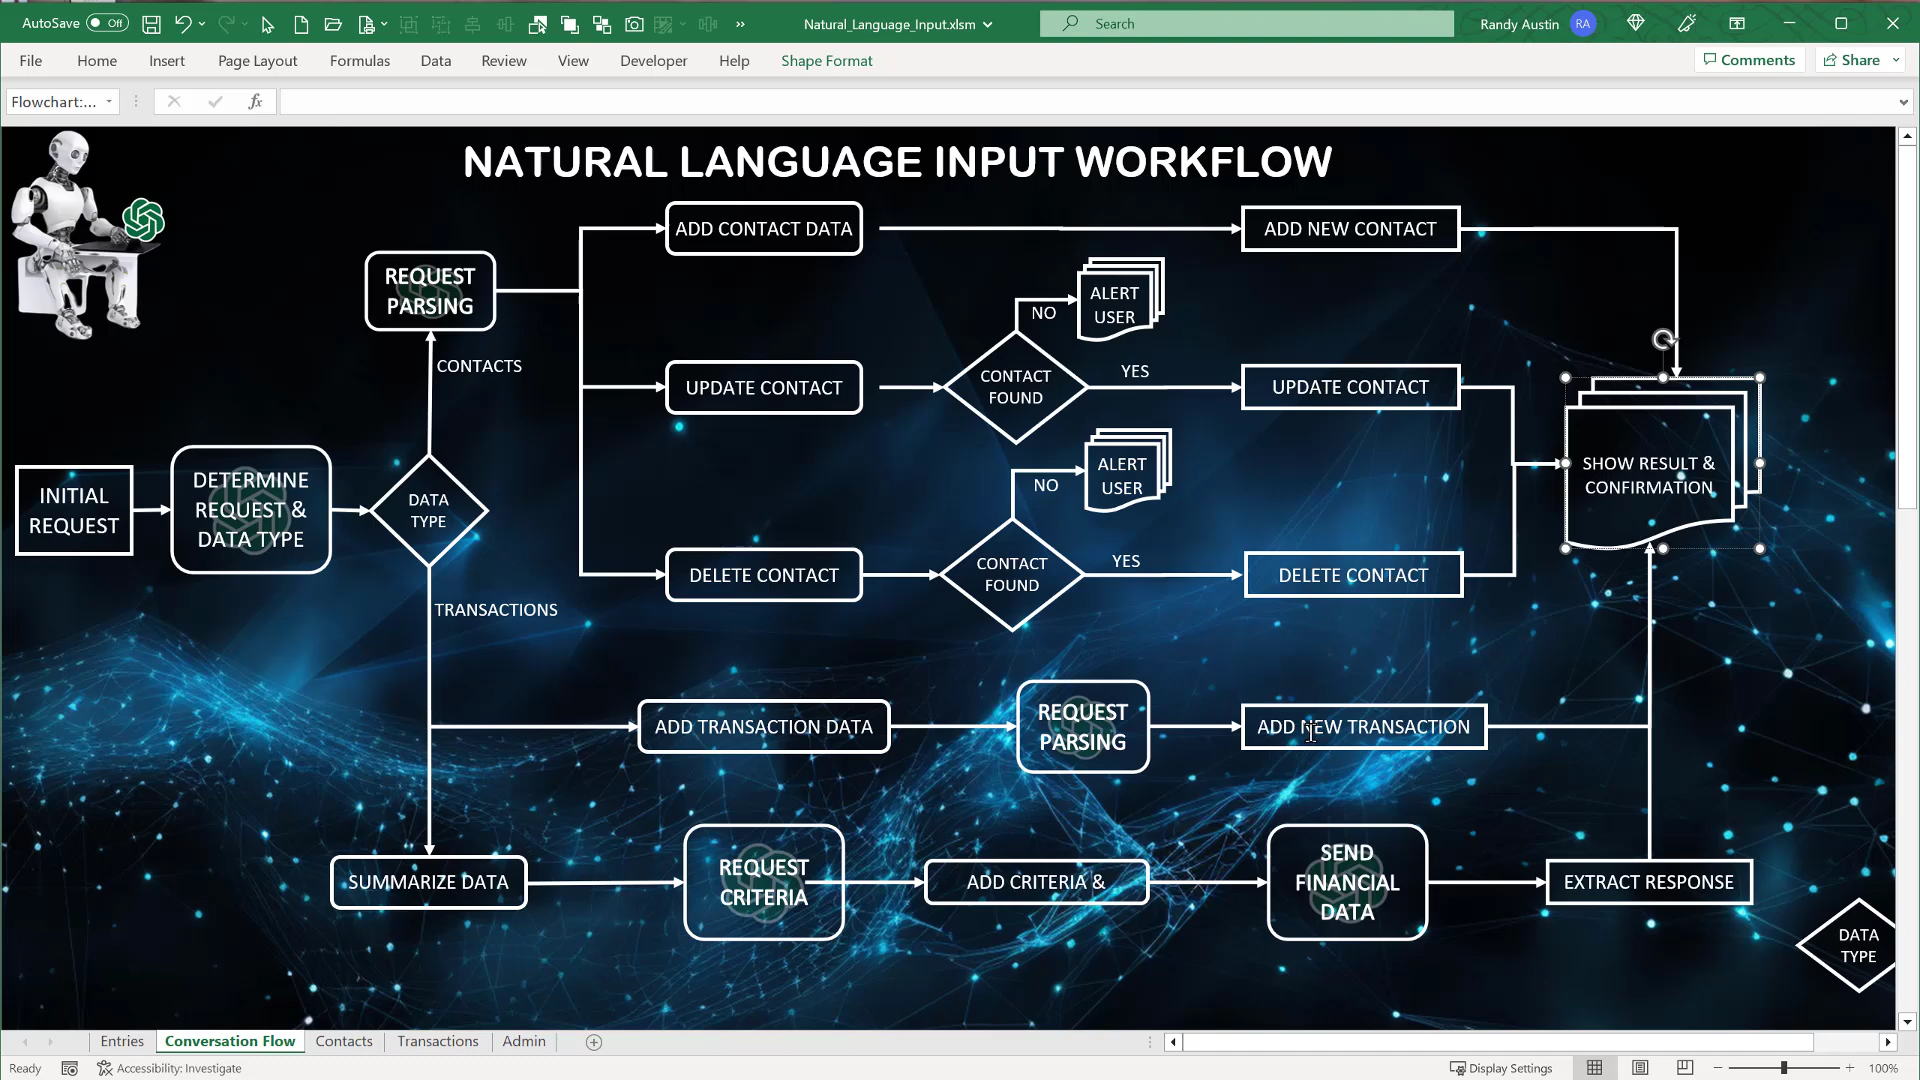 AutoSave Off
Natural_Language_Input.xlsm
Search
Randy Austin
RA
File
Home
Insert
Page Layout
Formulas
Data
Review
View
Developer
Help
Shape Format
Comments
Share
Flowchart:...
fx
NATURAL LANGUAGE INPUT WORKFLOW
ADD CONTACT DATA
ADD NEW CONTACT
REQUEST
PARSING
ALERT
USER
NO
CONTACTS
UPDATE CONTACT
CONTACT
FOUND
YES
UPDATE CONTACT
ALERT
USER
NO
SHOW RESULT &
CONFIRMATION
INITIAL
REQUEST
DETERMINE
REQUEST &
DATA TYPE
DATA
TYPE
DELETE CONTACT
CONTACT
FOUND
YES
DELETE CONTACT
TRANSACTIONS
ADD TRANSACTION DATA
REQUEST
PARSING
ADD NEW TRANSACTION
SUMMARIZE DATA
REQUEST
CRITERIA
ADD CRITERIA &
SEND
FINANCIAL
DATA
EXTRACT RESPONSE
DATA
TYPE
Entries
Conversation Flow
Contacts
Transactions
Admin
Ready
Accessibility: Investigate
Display Settings
100%